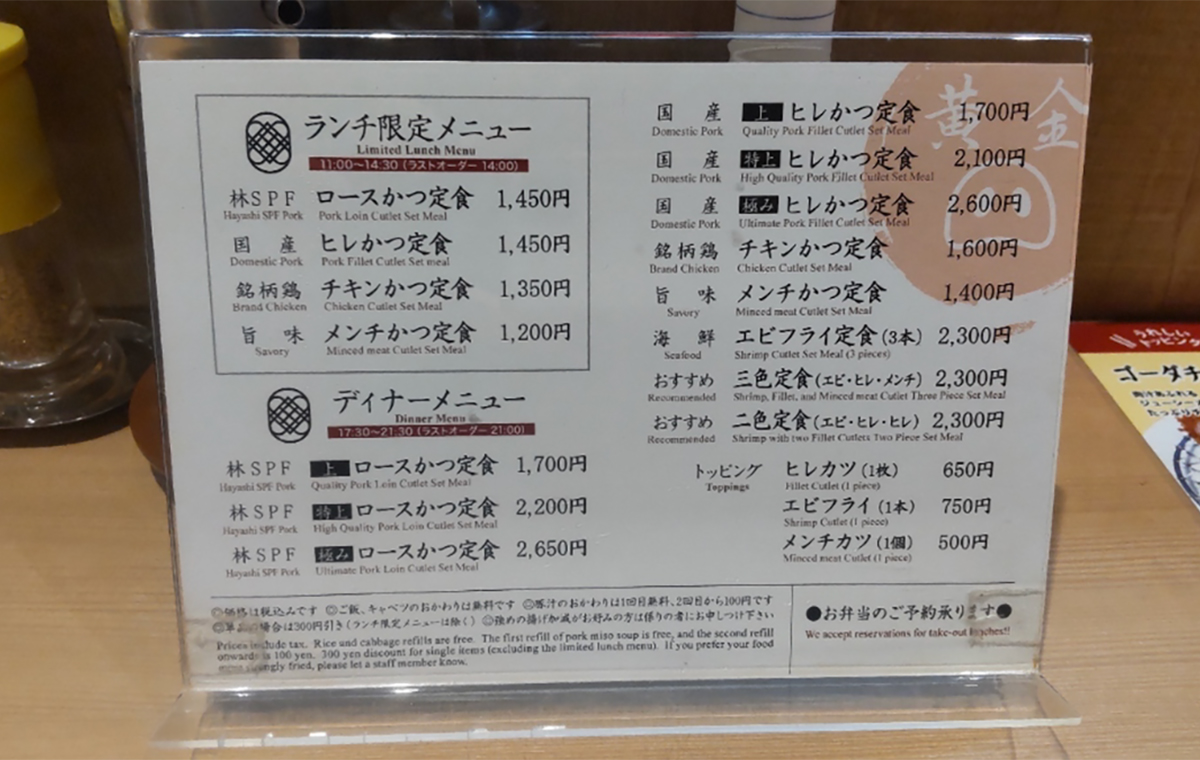 ランチ限定メニュー
Limited Lunch Menu
11:00〜14:30 (ラストオーダー 14:00)
林SPF ロースかつ定食 1,450円
Hayashi SPF Pork Pork Loin Cutlet Set Meal
国産 ヒレかつ定食 1,450円
Domestic Pork Pork Fillet Cutlet Set meal
銘柄鶏 チキンかつ定食 1,350円
Brand Chicken Chicken Cutlet Set Meal
旨味 メンチかつ定食 1,200円
Savory Minced meat Cutlet Set Meal
ディナーメニュー
Dinner Menu
17:30〜21:30 (ラストオーダー 21:00)
林SPF 上 ロースかつ定食 1,700円
Hayashi SPF Pork Quality Pork Loin Cutlet Set Meal
林SPF 特上 ロースかつ定食 2,200円
Hayashi SPF Pork High Quality Pork Loin Cutlet Set Meal
林SPF 極み ロースかつ定食 2,650円
Hayashi SPF Pork Ultimate Pork Loin Cutlet Set Meal
黄金
国産 上 ヒレかつ定食 1,700円
Domestic Pork Quality Pork Fillet Cutlet Set Meal
国産 特上 ヒレかつ定食 2,100円
Domestic Pork High Quality Pork Fillet Cutlet Set Meal
国産 極み ヒレかつ定食 2,600円
Domestic Pork Ultimate Pork Fillet Cutlet Set Meal
銘柄鶏 チキンかつ定食 1,600円
Brand Chicken Chicken Cutlet Set Meal
旨味 メンチかつ定食 1,400円
Savory Minced meat Cutlet Set Meal
海鮮 エビフライ定食 (3本) 2,300円
Seafood Shrimp Cutlet Set Meal (3 pieces)
おすすめ 三色定食 (エビ・ヒレ・メンチ) 2,300円
Recommended Shrimp, Fillet, and Minced meat Cutlet Three Piece Set Meal
おすすめ 二色定食 (エビ・ヒレ・ヒレ) 2,300円
Recommended Shrimp with two Fillet Cutlets Two Piece Set Meal
トッピング ヒレカツ (1枚) 650円
Toppings Fillet Cutlet (1 piece)
エビフライ (1本) 750円
Shrimp Cutlet (1 piece)
メンチカツ (1個) 500円
Minced meat Cutlet (1 piece)
◎価格は税込みです ◎ご飯、キャベツのおかわりは無料です ◎豚汁のおかわりは1回目無料、2回目から100円です
の場合は300円引き (ランチ限定メニューは除く) ◎強めの揚げ加減がお好みの方は係りの者にお申しつけ下さい
Prices include tax. Rice and cabbage refills are free. The first refill of pork miso soup is free, and the second refill
onwards is 100 yen. 300 yen discount for single items (excluding the limited lunch menu). If you prefer your food
fried, please let a staff member know.
●お弁当のご予約承ります●
We accept reservations for take-out lunches!!
うれしい
トッピング
ゴーダチ